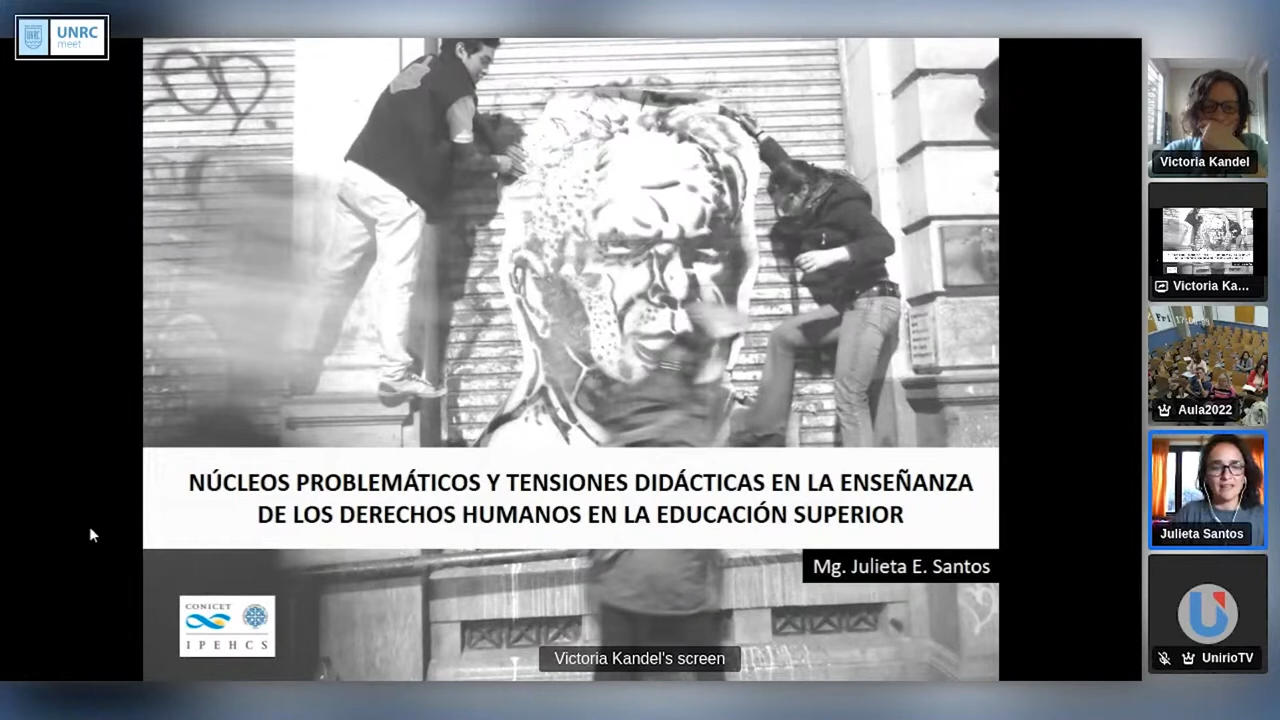 UNRC
meet
NÚCLEOS PROBLEMÁTICOS Y TENSIONES DIDÁCTICAS EN LA ENSEÑANZA
DE LOS DERECHOS HUMANOS EN LA EDUCACIÓN SUPERIOR
Mg. Julieta E. Santos
CONICET
IPEHCS
Victoria Kandel's screen
Victoria Kandel
Victoria Ka...
Aula2022
Julieta Santos
UnirioTV